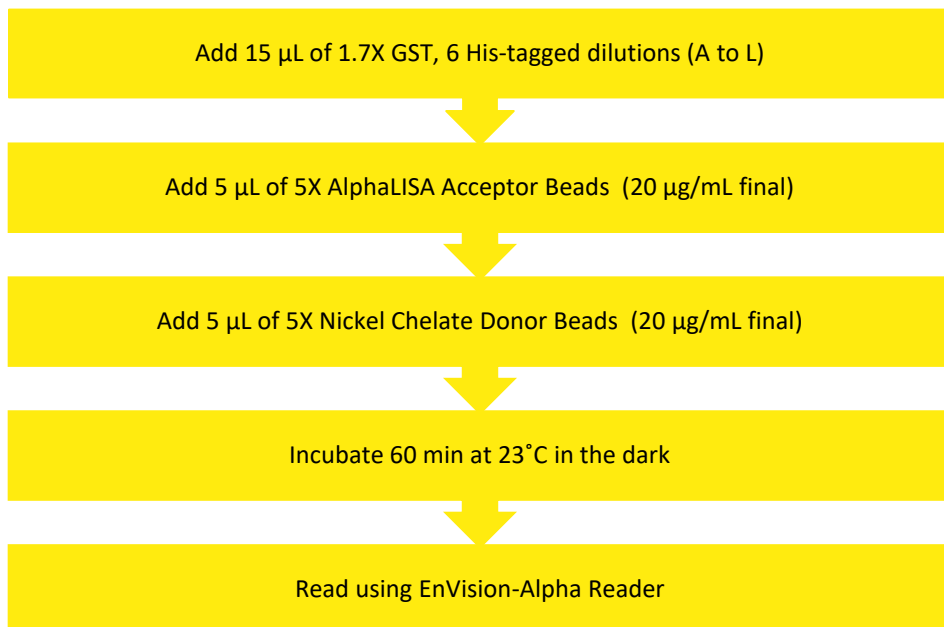 Add 15 µL of 1.7X GST, 6 His-tagged dilutions (A to L)
Add 5 µL of 5X AlphaLISA Acceptor Beads  (20 µg/mL final)
Add 5 µL of 5X Nickel Chelate Donor Beads  (20 µg/mL final)
Incubate 60 min at 23˚C in the dark
Read using EnVision-Alpha Reader